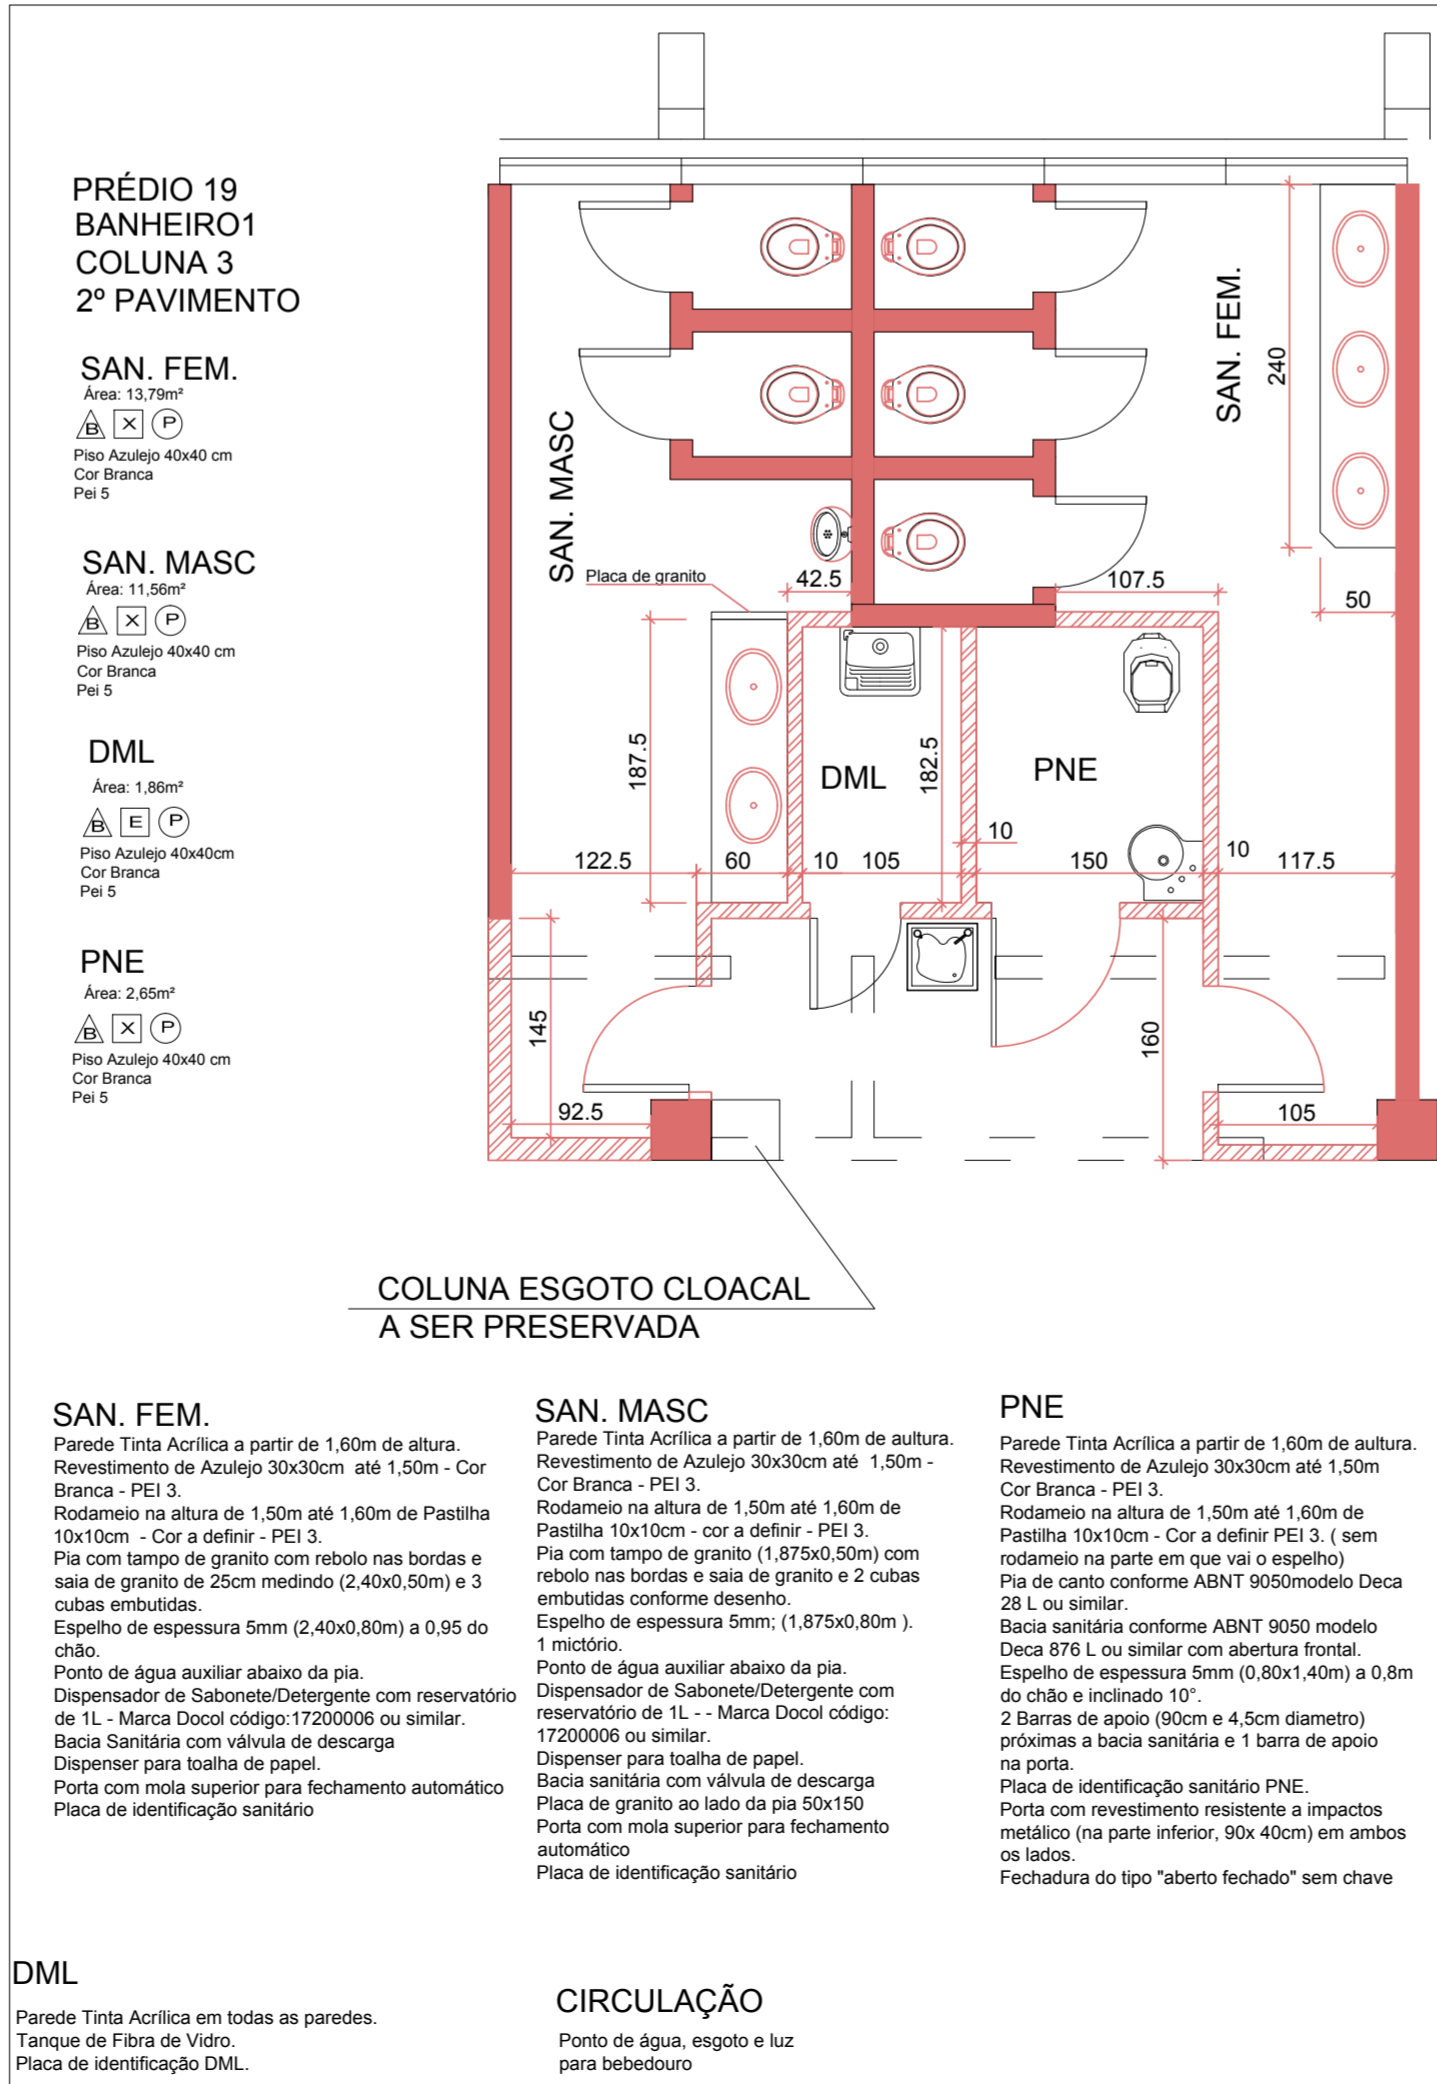 PRÉDIO 19
BANHEIRO1
COLUNA 3
2º PAVIMENTO
SAN. FEM.
Área: 13,79m²
B X P
Piso Azulejo 40x40 cm
Cor Branca
Pei 5
SAN. MASC
Área: 11,56m²
B X P
Piso Azulejo 40x40 cm
Cor Branca
Pei 5
DML
Área: 1,86m²
B E P
Piso Azulejo 40x40cm
Cor Branca
Pei 5
PNE
Área: 2,65m²
B X P
Piso Azulejo 40x40 cm
Cor Branca
Pei 5
SAN. MASC
SAN. FEM.
240
50
Placa de granito
42.5
107.5
187.5
DML
182.5
PNE
10
122.5
60
10
105
150
10
117.5
145
160
92.5
105
COLUNA ESGOTO CLOACAL
A SER PRESERVADA
SAN. FEM.
Parede Tinta Acrílica a partir de 1,60m de altura.
Revestimento de Azulejo 30x30cm até 1,50m - Cor
Branca - PEI 3.
Rodameio na altura de 1,50m até 1,60m de Pastilha
10x10cm - Cor a definir - PEI 3.
Pia com tampo de granito com rebolo nas bordas e
saia de granito de 25cm medindo (2,40x0,50m) e 3
cubas embutidas.
Espelho de espessura 5mm (2,40x0,80m) a 0,95 do
chão.
Ponto de água auxiliar abaixo da pia.
Dispensador de Sabonete/Detergente com reservatório
de 1L - Marca Docol código:17200006 ou similar.
Bacia Sanitária com válvula de descarga
Dispenser para toalha de papel.
Porta com mola superior para fechamento automático
Placa de identificação sanitário
SAN. MASC
Parede Tinta Acrílica a partir de 1,60m de aultura.
Revestimento de Azulejo 30x30cm até 1,50m -
Cor Branca - PEI 3.
Rodameio na altura de 1,50m até 1,60m de
Pastilha 10x10cm - cor a definir - PEI 3.
Pia com tampo de granito (1,875x0,50m) com
rebolo nas bordas e saia de granito e 2 cubas
embutidas conforme desenho.
Espelho de espessura 5mm; (1,875x0,80m ).
1 mictório.
Ponto de água auxiliar abaixo da pia.
Dispensador de Sabonete/Detergente com
reservatório de 1L - - Marca Docol código:
17200006 ou similar.
Dispenser para toalha de papel.
Bacia sanitária com válvula de descarga
Placa de granito ao lado da pia 50x150
Porta com mola superior para fechamento
automático
Placa de identificação sanitário
PNE
Parede Tinta Acrílica a partir de 1,60m de aultura.
Revestimento de Azulejo 30x30cm até 1,50m
Cor Branca - PEI 3.
Rodameio na altura de 1,50m até 1,60m de
Pastilha 10x10cm - Cor a definir PEI 3. ( sem
rodameio na parte em que vai o espelho)
Pia de canto conforme ABNT 9050modelo Deca
28 L ou similar.
Bacia sanitária conforme ABNT 9050 modelo
Deca 876 L ou similar com abertura frontal.
Espelho de espessura 5mm (0,80x1,40m) a 0,8m
do chão e inclinado 10°.
2 Barras de apoio (90cm e 4,5cm diametro)
próximas a bacia sanitária e 1 barra de apoio
na porta.
Placa de identificação sanitário PNE.
Porta com revestimento resistente a impactos
metálico (na parte inferior, 90x 40cm) em ambos
os lados.
Fechadura do tipo "aberto fechado" sem chave
DML
Parede Tinta Acrílica em todas as paredes.
Tanque de Fibra de Vidro.
Placa de identificação DML.
CIRCULAÇÃO
Ponto de água, esgoto e luz
para bebedouro